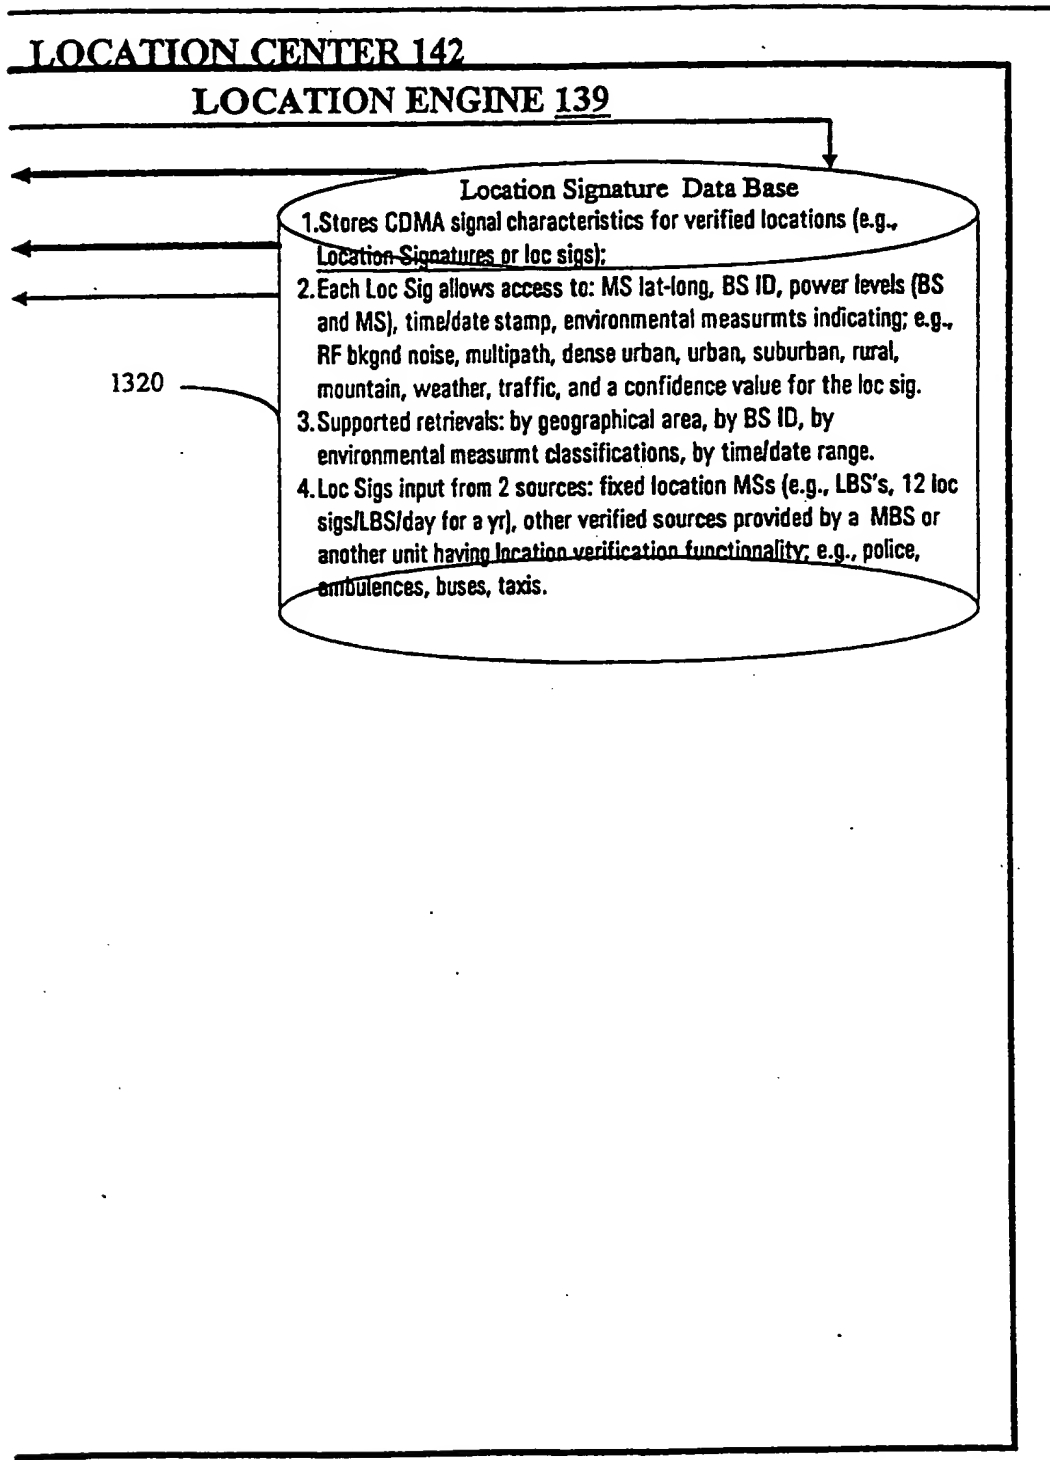 LOCATION CENTER 142
LOCATION ENGINE 139
Location Signature Data Base
1.Stores CDMA signal characteristics for verified locations (e.g.,
Location Signatures or loc sigs);
2.Each Loc Sig allows access to: MS lat-long, BS ID, power levels (BS
and MS), time/date stamp, environmental measurmts indicating; e.g.,
RF bkgnd noise, multipath, dense urban, urban, suburban, rural,
mountain, weather, traffic, and a confidence value for the loc sig.
1320
3.Supported retrievals: by geographical area, by BS ID, by
environmental measurmt classifications, by time/date range.
4.Loc Sigs input from 2 sources: fixed location MSs (e.g., LBS's, 12 loc
sigs/LBS/day for a yr), other verified sources provided by a MBS or
another unit having location verification functionality; e.g., police,
ambulences, buses, taxis.